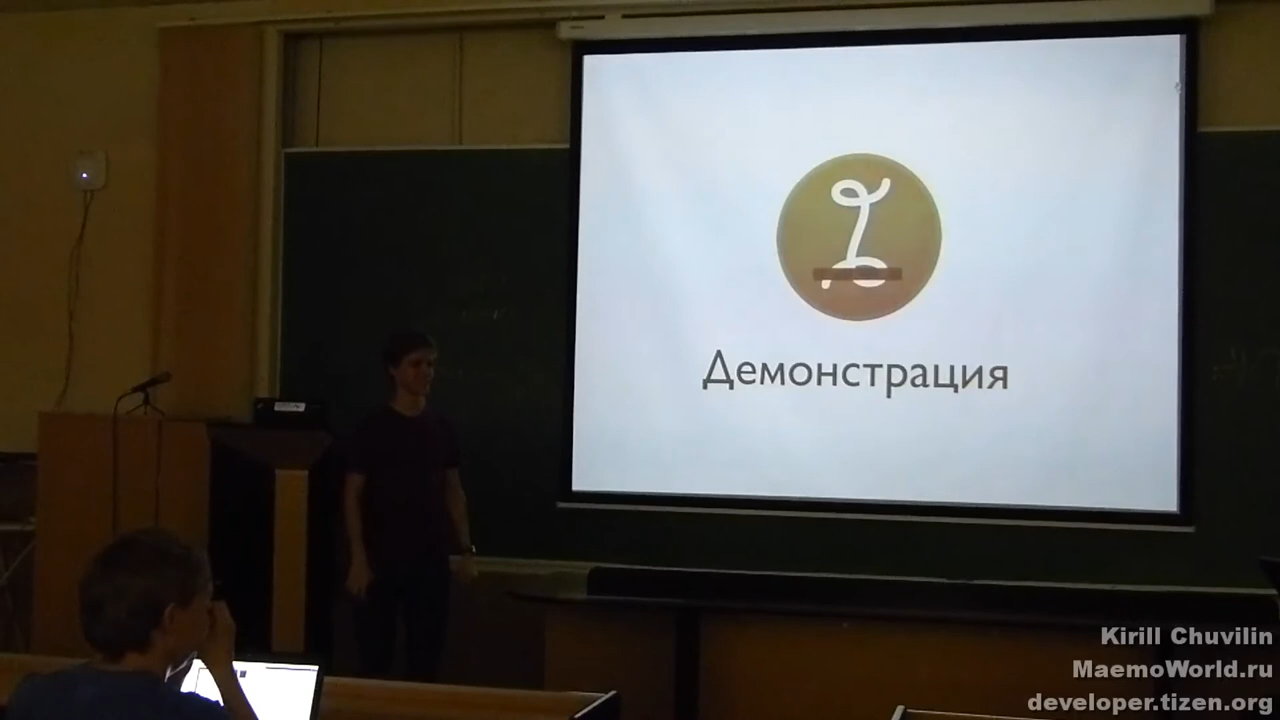 Демонстрация
Kirill Chuvilin
MaemoWorld.ru
developer.tizen.org